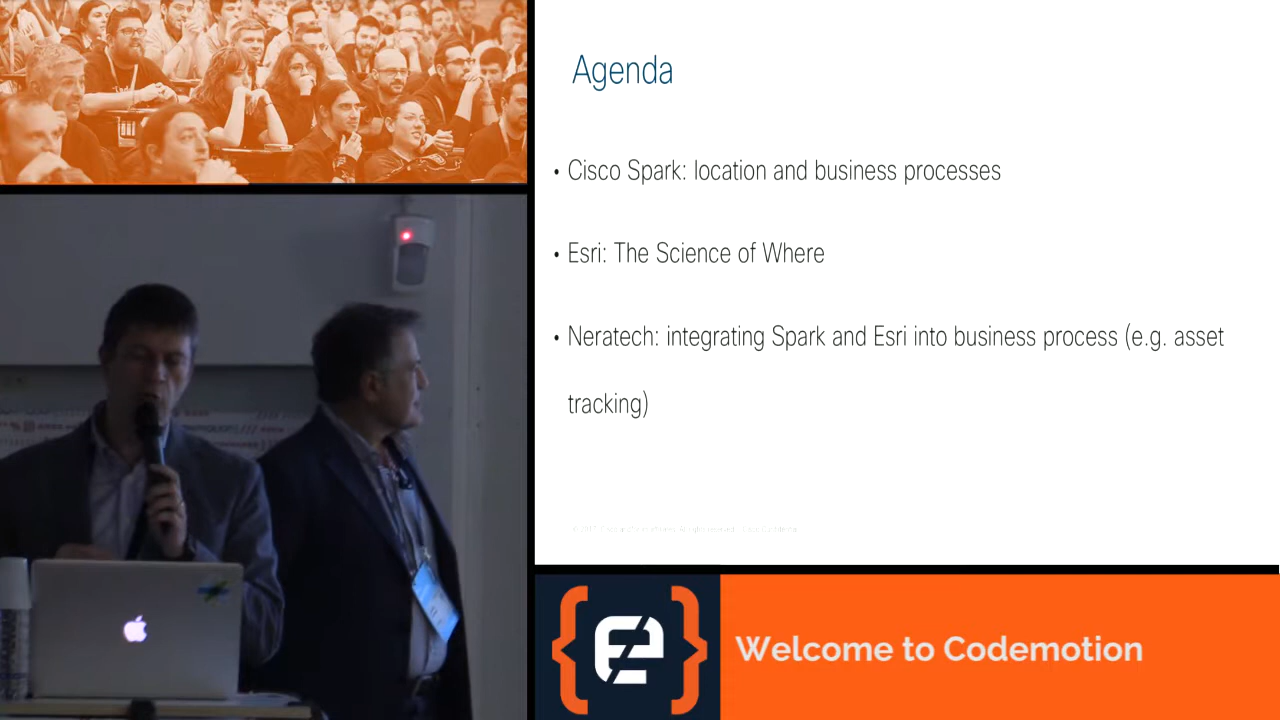 Agenda
• Cisco Spark: location and business processes
• Esri: The Science of Where
• Neratech: integrating Spark and Esri into business process (e.g. asset
tracking)
Welcome to Codemotion